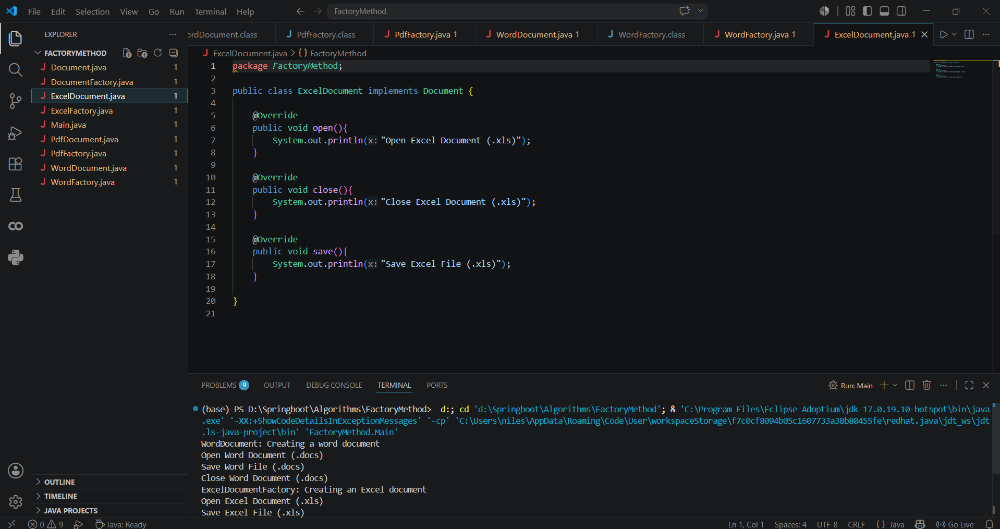 File Edit Selection View Go Run Terminal Help
FactoryMethod
EXPLORER
FACTORYMETHOD
Document.java 1
DocumentFactory.java 1
ExcelDocument.java 1
ExcelFactory.java 1
Main.java 1
PdfDocument.java 1
PdfFactory.java 1
WordDocument.java 1
WordFactory.java 1
OUTLINE
TIMELINE
JAVA PROJECTS
ordDocument.class PdfFactory.class PdfFactory.java 1 WordDocument.java 1 WordFactory.class WordFactory.java 1 ExcelDocument.java 1
ExcelDocument.java > {} FactoryMethod
1 package FactoryMethod;
2
3 public class ExcelDocument implements Document {
4
5 @Override
6 public void open(){
7 System.out.println(x: "Open Excel Document (.xls)");
8 }
9
10 @Override
11 public void close(){
12 System.out.println(x: "Close Excel Document (.xls)");
13 }
14
15 @Override
16 public void save(){
17 System.out.println(x: "Save Excel File (.xls)");
18 }
19
20 }
21
PROBLEMS 9 OUTPUT DEBUG CONSOLE TERMINAL PORTS
Run: Main
(base) PS D:\Springboot\Algorithms\FactoryMethod> d:; cd 'd:\Springboot\Algorithms\FactoryMethod'; & 'C:\Program Files\Eclipse Adoptium\jdk-17.0.19.10-hotspot\bin\java
.exe' '-XX:+ShowCodeDetailsInExceptionMessages' '-cp' 'C:\Users\niles\AppData\Roaming\Code\User\workspaceStorage\f7c0cf8094b05c1607733a38b80455fe\redhat.java\jdt_ws\jdt
.ls-java-project\bin' 'FactoryMethod.Main'
WordDocument: Creating a word document
Open Word Document (.docs)
Save Word File (.docs)
Close Word Document (.docs)
ExcelDocumentFactory: Creating an Excel document
Open Excel Document (.xls)
Save Excel File (.xls)
0 9 Java: Ready
Ln 1, Col 1 Spaces: 4 UTF-8 CRLF {} Java Go Live